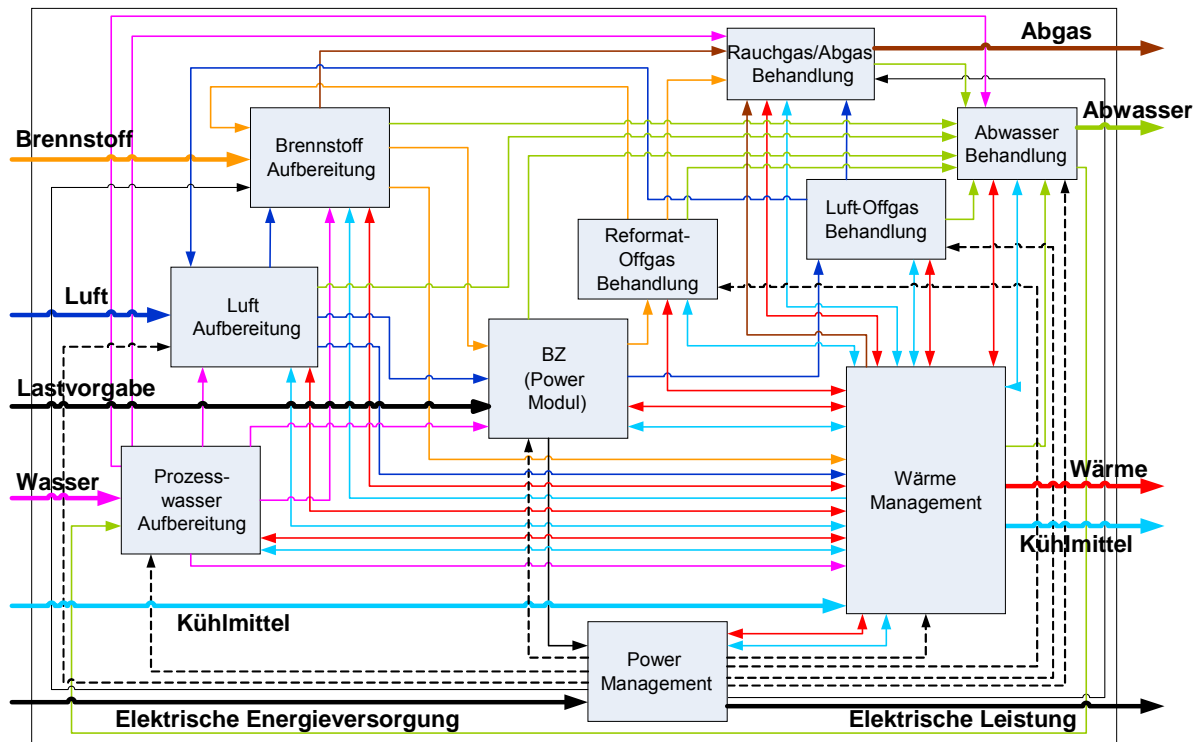 Abgas
Rauchgas/Abgas
Behandlung
Abwasser
Brennstoff
Brennstoff
Aufbereitung
Abwasser
Behandlung
Luft-Offgas
Behandlung
Reformat-
Offgas
Behandlung
Luft
Luft
Aufbereitung
BZ
(Power
Modul)
Lastvorgabe
Wasser
Prozess-
wasser
Aufbereitung
Wärme
Management
Wärme
Kühlmittel
Kühlmittel
Power
Management
Elektrische Energieversorgung
Elektrische Leistung